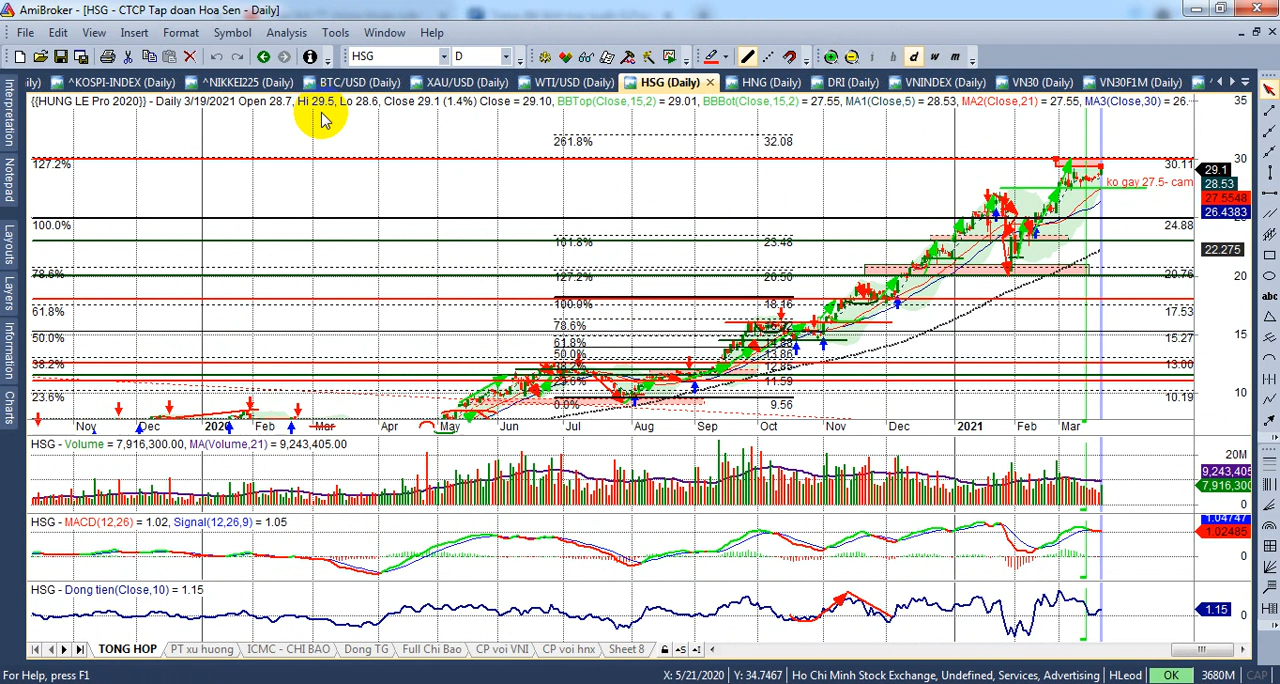 AmiBroker - [HSG - CTCP Tap doan Hoa Sen - Daily]
File Edit View Insert Format Symbol Analysis Tools Window Help
HSG D i h d w m
ily) ^KOSPI-INDEX (Daily) ^NIKKEI225 (Daily) BTC/USD (Daily) XAU/USD (Daily) WTI/USD (Daily) HSG (Daily) HNG (Daily) DRI (Daily) VNINDEX (Daily) VN30 (Daily) VN30F1M (Daily)
{{HUNG LE Pro 2020}} - Daily 3/19/2021 Open 28.7, Hi 29.5, Lo 28.6, Close 29.1 (1.4%) Close = 29.10, BBTop(Close,15,2) = 29.01, BBBot(Close,15,2) = 27.55, MA1(Close,5) = 28.53, MA2(Close,21) = 27.55, MA3(Close,30) = 26.
35
261.8% 32.08
127.2% 30.11 30
29.1
ko gay 27.5- cam 28.53
27.5548
26.4383
100.0% 24.88
161.8% 23.48
22.275
78.6% 127.2% 20.50 20.76 20
100.0% 18.16
61.8% 17.53
78.6%
50.0% 61.8% 15.27 15
50.0% 13.86
38.2% 13.00
11.59
23.6% 10.19 10
0.0% 9.56
Nov Dec 2020 Feb Mar Apr May Jun Jul Aug Sep Oct Nov Dec 2021 Feb Mar
HSG - Volume = 7,916,300.00, MA(Volume,21) = 9,243,405.00
20M
9,243,405
7,916,300
0
HSG - MACD(12,26) = 1.02, Signal(12,26,9) = 1.05
1.04747
1.02485
0
HSG - Dong tien(Close,10) = 1.15
1.15 0
TONG HOP PT xu huong ICMC - CHI BAO Dong TG Full Chi Bao CP voi VNI CP voi hnx Sheet 8
For Help, press F1 X: 5/21/2020 Y: 34.7467 Ho Chi Minh Stock Exchange, Undefined, Services, Advertising HLeod OK 3680M CAP
Interpretation
Notepad
Layouts
Layers
Information
Charts
abc